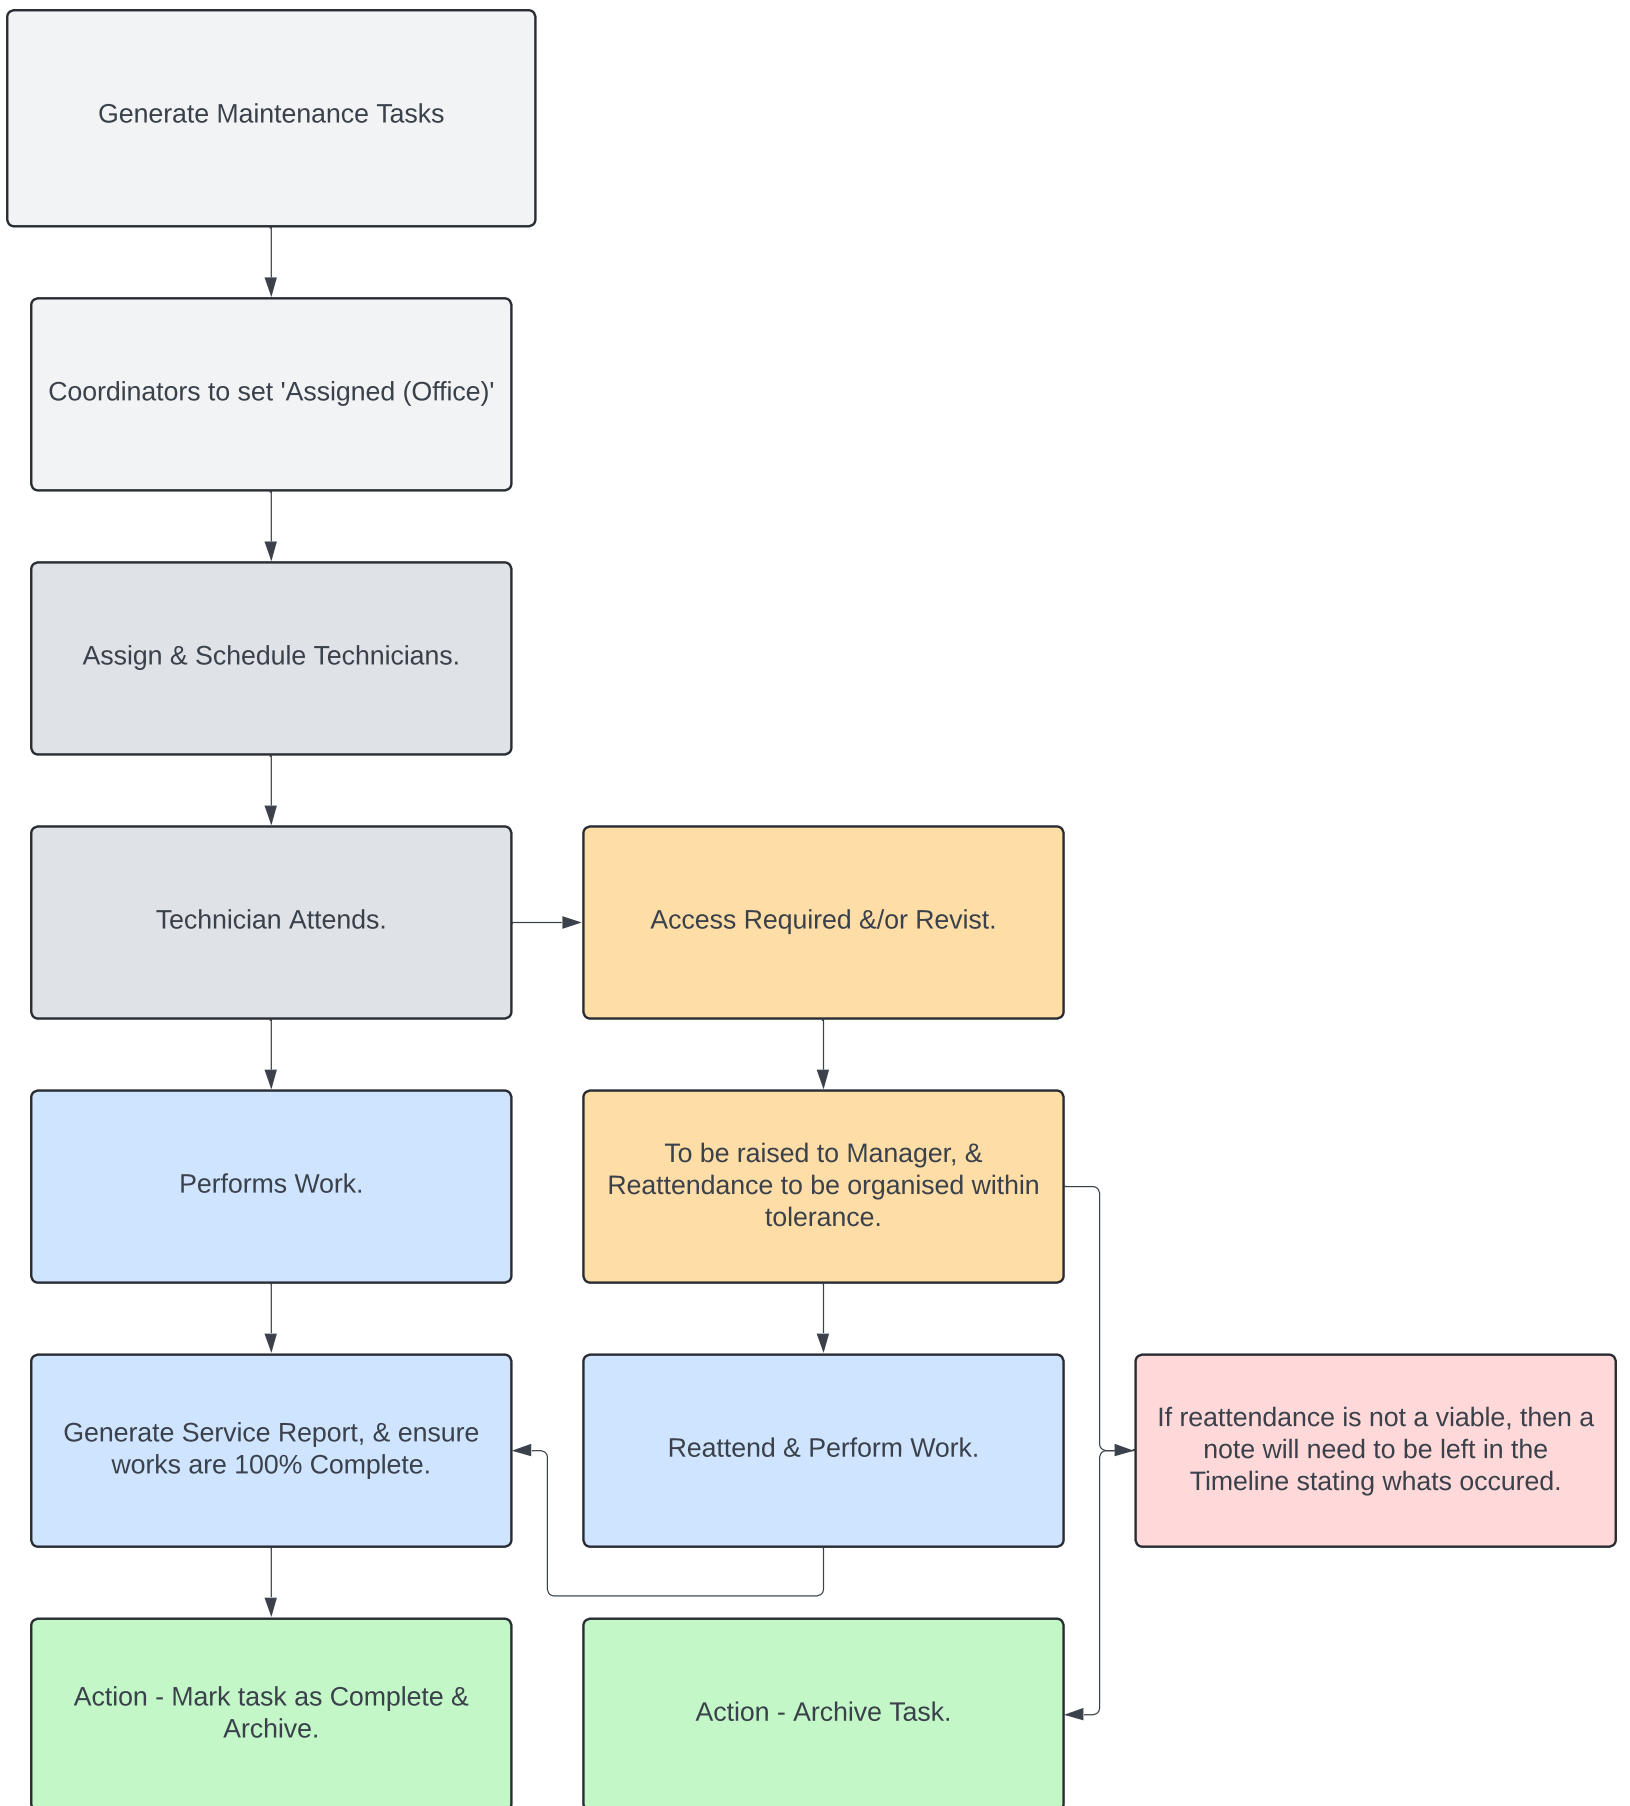 Generate Maintenance Tasks
Coordinators to set 'Assigned (Office)'
Assign & Schedule Technicians.
Technician Attends.
Access Required &/or Revist.
Performs Work.
To be raised to Manager, &
Reattendance to be organised within
tolerance.
Generate Service Report, & ensure
works are 100% Complete.
Reattend & Perform Work.
If reattendance is not a viable, then a
note will need to be left in the
Timeline stating whats occured.
Action - Mark task as Complete &
Archive.
Action - Archive Task.